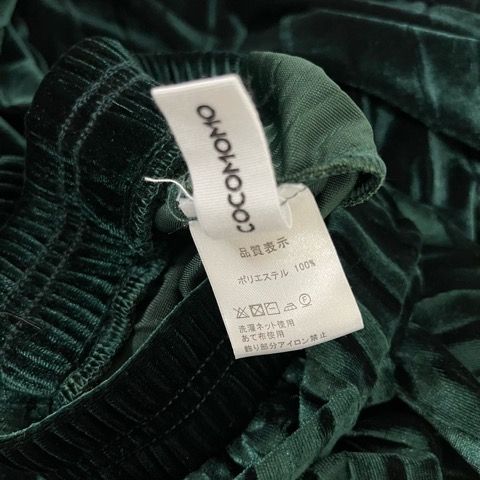 COCOMOMO
品質表示
ポリエステル 100%
洗濯ネット使用
あて布使用
飾り部分アイロン禁止